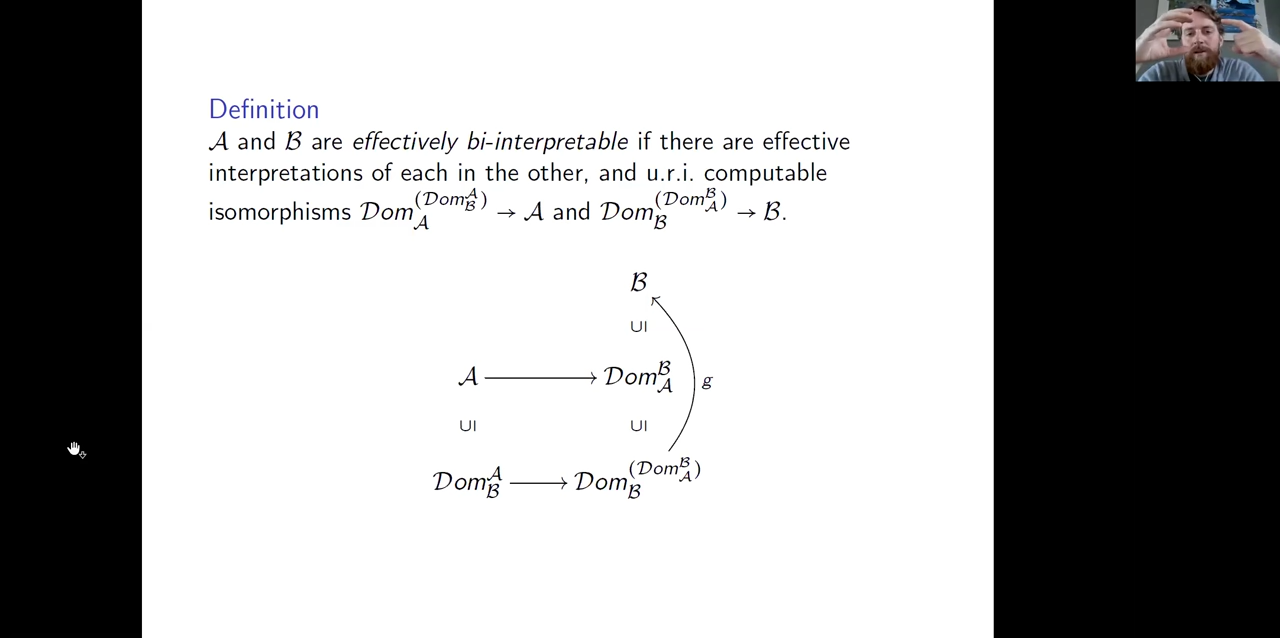 Definition
𝒜 and ℬ are effectively bi-interpretable if there are effective
interpretations of each in the other, and u.r.i. computable
isomorphisms 𝒟om_𝒜^(𝒟om_ℬ^𝒜) → 𝒜 and 𝒟om_ℬ^(𝒟om_𝒜^ℬ) → ℬ.
ℬ
∪I
𝒜 → 𝒟om_𝒜^ℬ g
∪I ∪I
𝒟om_ℬ^𝒜 → 𝒟om_ℬ^(𝒟om_𝒜^ℬ)